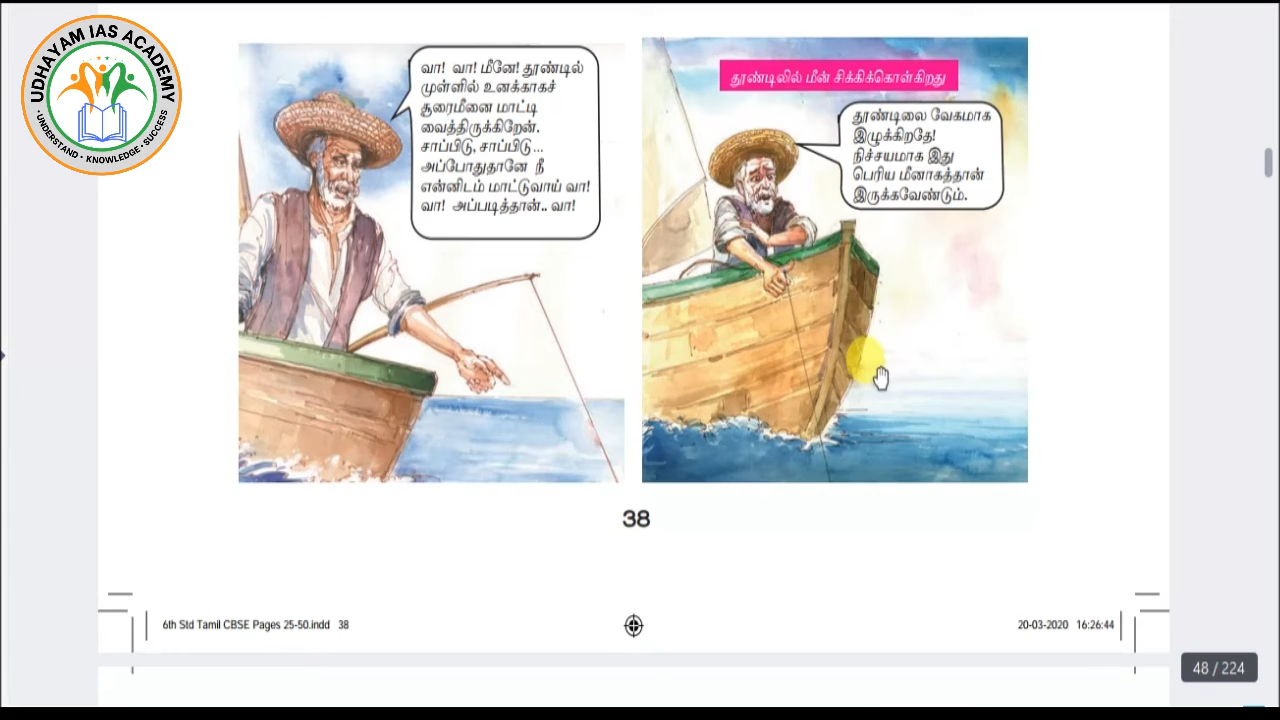 UDHAYAM IAS ACADEMY
· UNDERSTAND · KNOWLEDGE · SUCCESS
வா! வா! மீனே! தூண்டில்
முள்ளில் உனக்காகச்
சூரைமீனை மாட்டி
வைத்திருக்கிறேன்.
சாப்பிடு, சாப்பிடு ...
அப்போதுதானே நீ
என்னிடம் மாட்டுவாய் வா!
வா! அப்படித்தான்.. வா!
தூண்டிலில் மீன் சிக்கிக்கொள்கிறது
தூண்டிலை வேகமாக
இழுக்கிறதே!
நிச்சயமாக இது
பெரிய மீனாகத்தான்
இருக்கவேண்டும்.
38
6th Std Tamil CBSE Pages 25-50.indd 38
20-03-2020 16:26:44
48 / 224